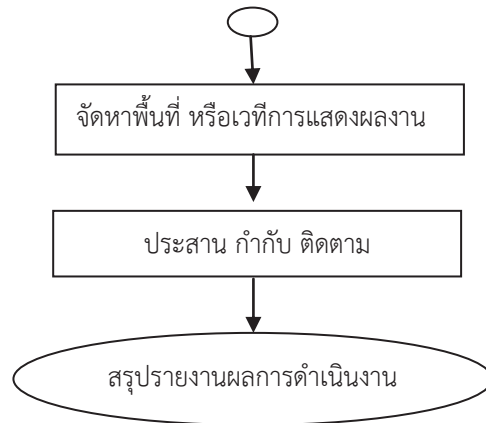 จัดหาพื้นที่ หรือเวทีการแสดงผลงาน
ประสาน กำกับ ติดตาม
สรุปรายงานผลการดำเนินงาน